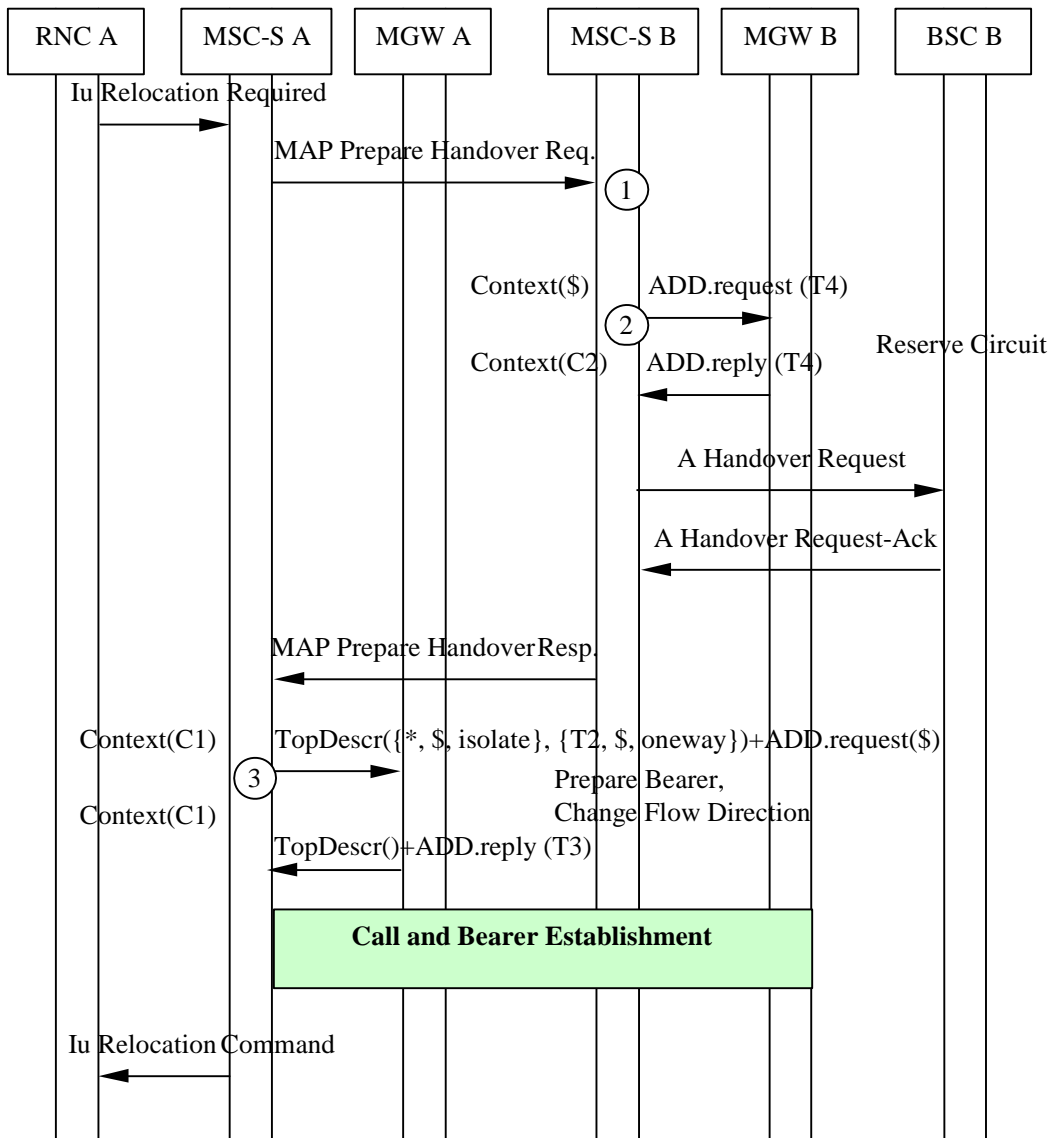 RNC A MSC-S A MGW A MSC-S B MGW B BSC B
Iu Relocation Required
MAP Prepare Handover Req.
1
Context($) ADD.request (T4)
2
Reserve Circuit
Context(C2) ADD.reply (T4)
A Handover Request
A Handover Request-Ack
MAP Prepare Handover Resp.
Context(C1) TopDescr({*, $, isolate}, {T2, $, oneway})+ADD.request($)
3
Prepare Bearer,
Change Flow Direction
Context(C1)
TopDescr()+ADD.reply (T3)
Call and Bearer Establishment
Iu Relocation Command